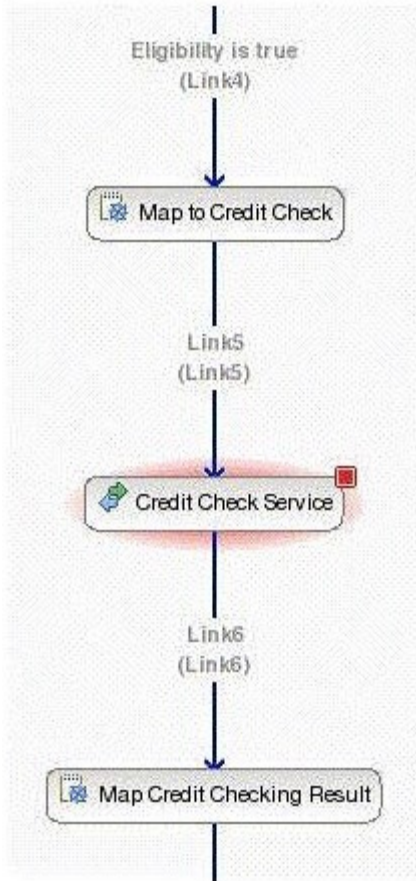 Eligibility is true
(Link4)
Map to Credit Check
Link5
(Link5)
Credit Check Service
Link6
(Link6)
Map Credit Checking Result